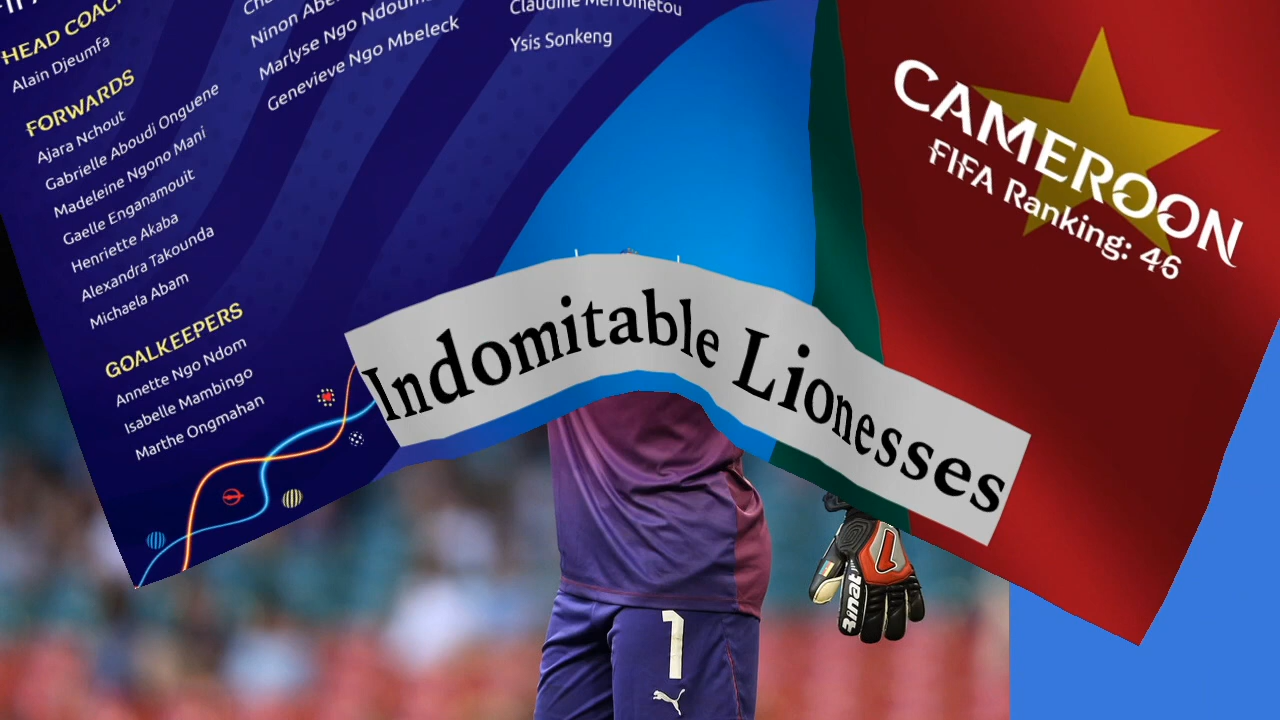 HEAD COACH
Alain Djeumfa
FORWARDS
Ajara Nchout
Gabrielle Aboudi Onguene
Madeleine Ngono Mani
Gaelle Enganamouit
Henriette Akaba
Alexandra Takounda
Michaela Abam
GOALKEEPERS
Annette Ngo Ndom
Isabelle Mambingo
Marthe Ongmahan
Ninon
Marlyse Ngo
Genevieve Ngo Mbeleck
Claudine
Ysis Sonkeng
CAMEROON
FIFA Ranking: 46
Indomitable Lionesses
Rinat
1